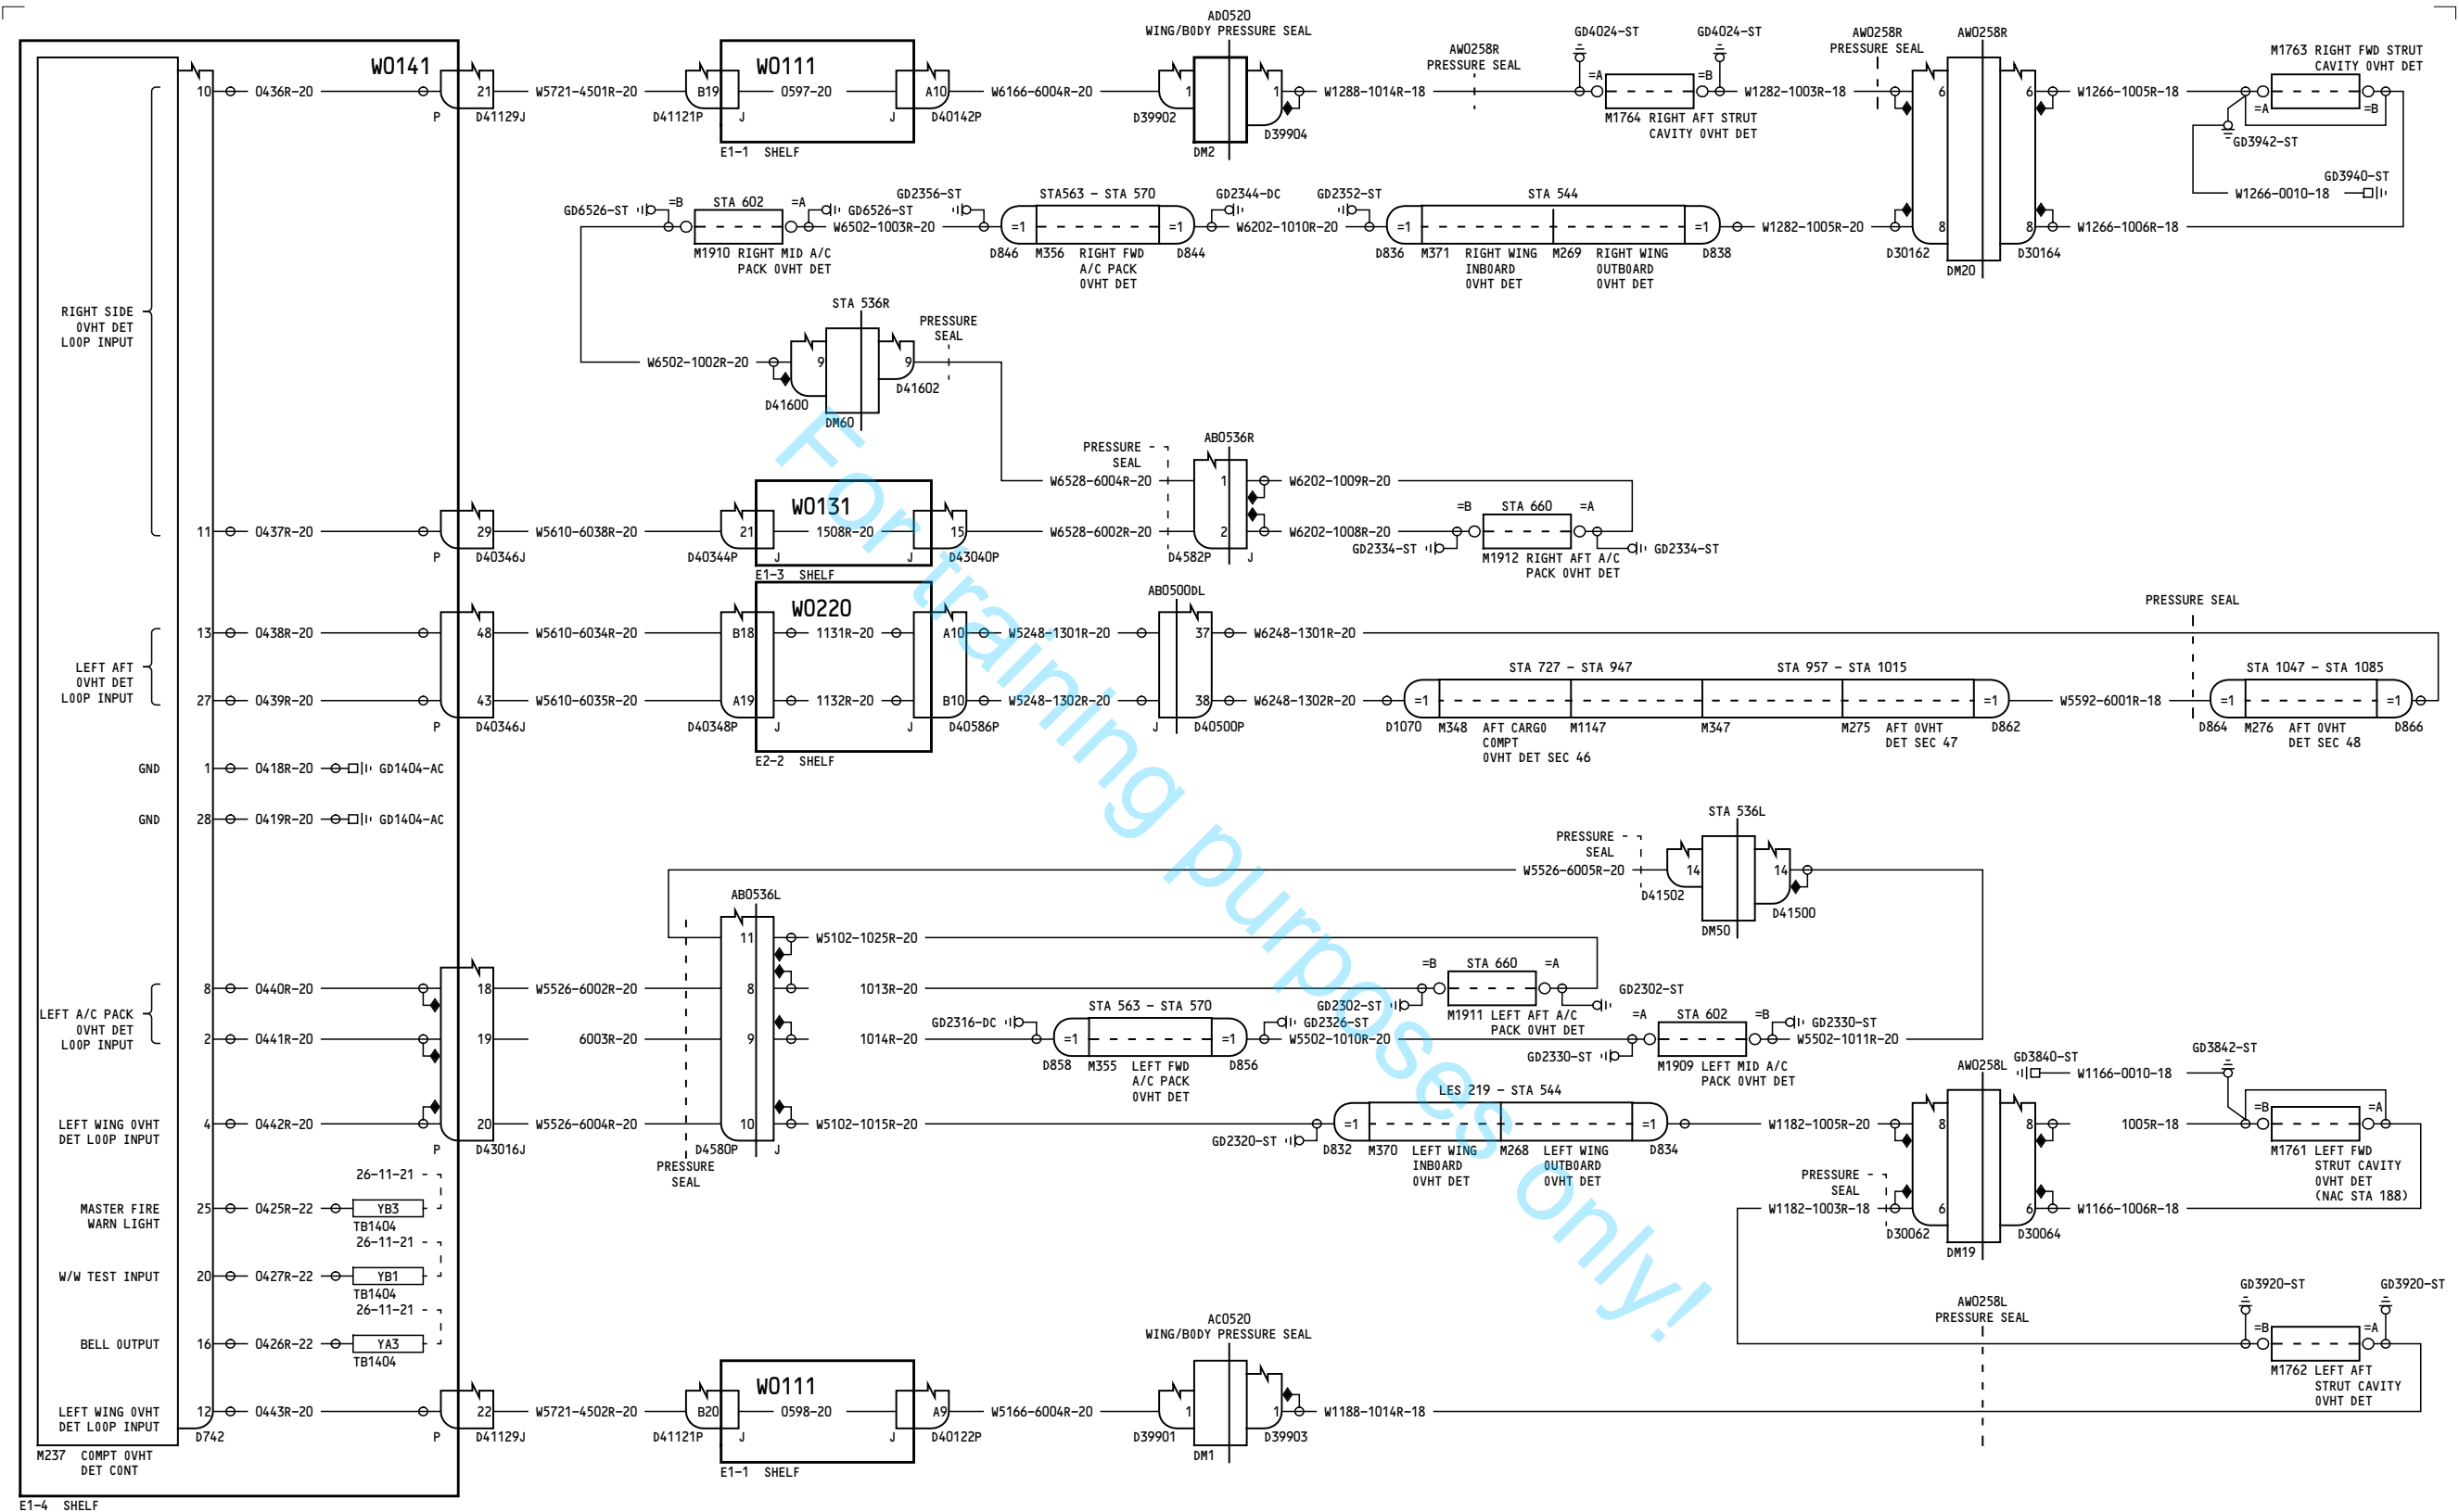 AD0520
WING/BODY PRESSURE SEAL
GD4024-ST
GD4024-ST
AW0258R
PRESSURE SEAL
AW0258R
AW0258R
PRESSURE SEAL
M1763 RIGHT FWD STRUT
CAVITY OVHT DET
W0141
W0111
10
0436R-20
21
W5721-4501R-20
B19
0597-20
A10
W6166-6004R-20
1
1
W1288-1014R-18
=A
=B
W1282-1003R-18
6
6
W1266-1005R-18
=A
=B
P
D41129J
D41121P
J
J
D40142P
D39902
D39904
M1764 RIGHT AFT STRUT
CAVITY OVHT DET
GD3942-ST
E1-1 SHELF
DM2
GD3940-ST
W1266-0010-18
GD6526-ST
=B
STA 602
=A
GD6526-ST
W6502-1003R-20
GD2356-ST
STA563 - STA 570
GD2344-DC
GD2352-ST
STA 544
=1
=1
W6202-1010R-20
=1
=1
W1282-1005R-20
8
8
W1266-1006R-18
M1910 RIGHT MID A/C
PACK OVHT DET
D846
M356
RIGHT FWD
A/C PACK
OVHT DET
D844
D836
M371
RIGHT WING
INBOARD
OVHT DET
M269
RIGHT WING
OUTBOARD
OVHT DET
D838
D30162
DM20
D30164
RIGHT SIDE
OVHT DET
LOOP INPUT
STA 536R
PRESSURE
SEAL
W6502-1002R-20
9
9
D41602
D41600
DM60
PRESSURE
SEAL
AB0536R
W6528-6004R-20
1
W6202-1009R-20
W0131
=B
STA 660
=A
11
0437R-20
29
W5610-6038R-20
21
1508R-20
15
W6528-6002R-20
2
W6202-1008R-20
GD2334-ST
GD2334-ST
P
D40346J
D40344P
J
J
D43040P
D4582P
J
M1912 RIGHT AFT A/C
PACK OVHT DET
E1-3 SHELF
W0220
AB0500DL
PRESSURE SEAL
13
0438R-20
48
W5610-6034R-20
B18
1131R-20
A10
W5248-1301R-20
37
W6248-1301R-20
LEFT AFT
OVHT DET
LOOP INPUT
STA 727 - STA 947
STA 957 - STA 1015
STA 1047 - STA 1085
27
0439R-20
43
W5610-6035R-20
A19
1132R-20
B10
W5248-1302R-20
38
W6248-1302R-20
=1
=1
W5592-6001R-18
=1
=1
P
D40346J
D40348P
J
J
D40586P
J
D40500P
D1070
M348
AFT CARGO
COMPT
OVHT DET SEC 46
M1147
M347
M275
AFT OVHT
DET SEC 47
D862
D864
M276
AFT OVHT
DET SEC 48
D866
E2-2 SHELF
GND
1
0418R-20
GD1404-AC
GND
28
0419R-20
GD1404-AC
STA 536L
PRESSURE
SEAL
W5526-6005R-20
14
14
D41502
D41500
DM50
AB0536L
11
W5102-1025R-20
=B
STA 660
=A
8
0440R-20
18
W5526-6002R-20
8
1013R-20
GD2302-ST
GD2302-ST
LEFT A/C PACK
OVHT DET
LOOP INPUT
STA 563 - STA 570
M1911 LEFT AFT A/C
PACK OVHT DET
GD2316-DC
GD2326-ST
=A
STA 602
=B
GD2330-ST
2
0441R-20
19
6003R-20
9
1014R-20
=1
=1
W5502-1010R-20
W5502-1011R-20
GD2330-ST
D858
M355
LEFT FWD
A/C PACK
OVHT DET
D856
M1909 LEFT MID A/C
PACK OVHT DET
AW0258L
GD3840-ST
W1166-0010-18
GD3842-ST
LES 219 - STA 544
LEFT WING OVHT
DET LOOP INPUT
4
0442R-20
20
W5526-6004R-20
10
W5102-1015R-20
GD2320-ST
=1
=1
W1182-1005R-20
8
8
1005R-18
=B
=A
P
D43016J
D4580P
J
PRESSURE
SEAL
D832
M370
LEFT WING
INBOARD
OVHT DET
M268
LEFT WING
OUTBOARD
OVHT DET
D834
M1761 LEFT FWD
STRUT CAVITY
OVHT DET
(NAC STA 188)
PRESSURE
SEAL
W1182-1003R-18
6
6
W1166-1006R-18
D30062
DM19
D30064
26-11-21
MASTER FIRE
WARN LIGHT
25
0425R-22
YB3
TB1404
26-11-21
W/W TEST INPUT
20
0427R-22
YB1
TB1404
26-11-21
BELL OUTPUT
16
0426R-22
YA3
TB1404
AC0520
WING/BODY PRESSURE SEAL
AW0258L
PRESSURE SEAL
GD3920-ST
GD3920-ST
=B
=A
M1762 LEFT AFT
STRUT CAVITY
OVHT DET
W0111
LEFT WING OVHT
DET LOOP INPUT
12
0443R-20
22
W5721-4502R-20
B20
0598-20
A9
W5166-6004R-20
1
1
W1188-1014R-18
D742
P
D41129J
D41121P
J
J
D40122P
D39901
DM1
D39903
M237 COMPT OVHT
DET CONT
E1-1 SHELF
E1-4 SHELF
For training purposes only!